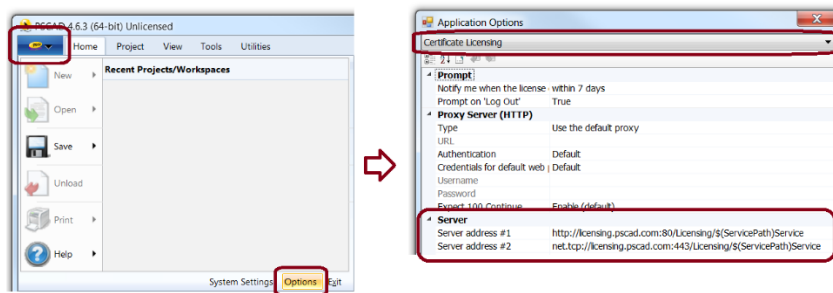 PSCAD 4.6.3 (64-bit) Unlicensed
Home Project View Tools Utilities
New
Open
Save
Unload
Print
Help
Recent Projects/Workspaces
System Settings Options Exit
Application Options
Certificate Licensing
Prompt
Notify me when the license within 7 days
Prompt on 'Log Out' True
Proxy Server (HTTP)
Type Use the default proxy
URL
Authentication Default
Credentials for default web Default
Username
Password
Expect 100 Continue Enable (default)
Server
Server address #1 http://licensing.pscad.com:80/Licensing/$(ServicePath)Service
Server address #2 net.tcp://licensing.pscad.com:443/Licensing/$(ServicePath)Service